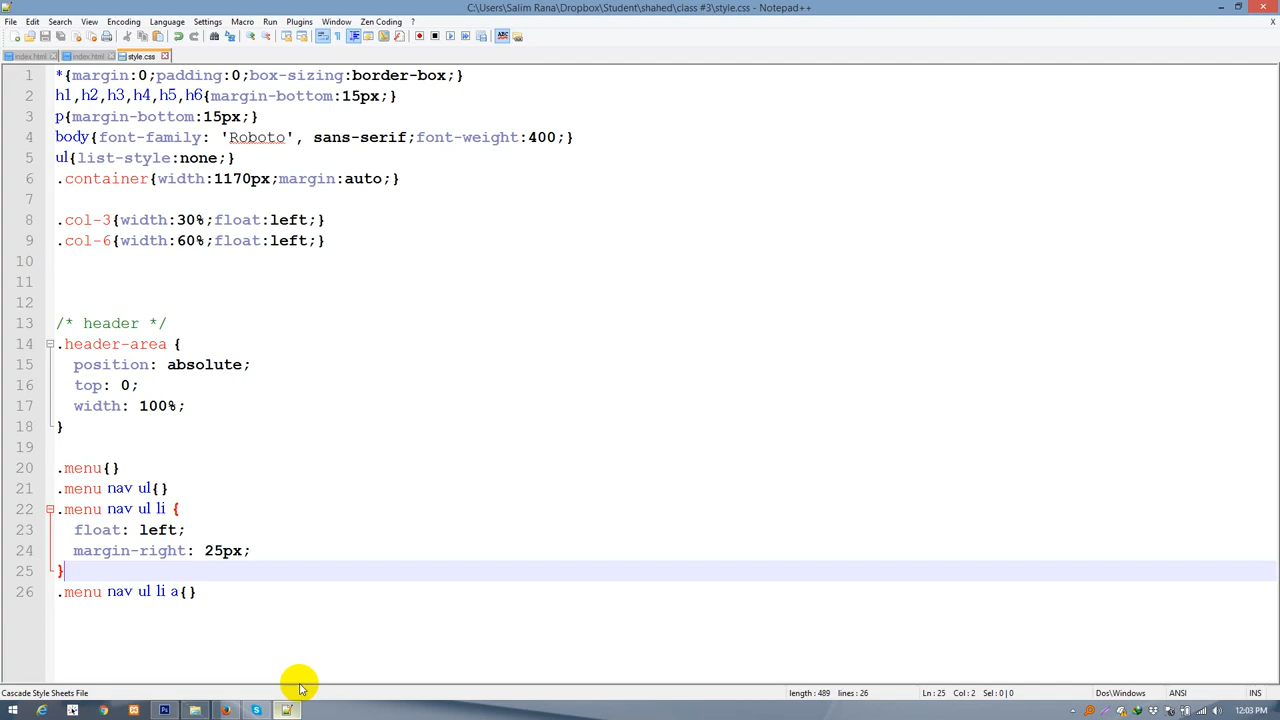 C:\Users\Salim Rana\Dropbox\Student\shahed\class #3\style.css - Notepad++
File Edit Search View Encoding Language Settings Macro Run Plugins Window Zen Coding ? X
index.html index.html style.css
1 *{margin:0;padding:0;box-sizing:border-box;}
2 h1,h2,h3,h4,h5,h6{margin-bottom:15px;}
3 p{margin-bottom:15px;}
4 body{font-family: 'Roboto', sans-serif;font-weight:400;}
5 ul{list-style:none;}
6 .container{width:1170px;margin:auto;}
7
8 .col-3{width:30%;float:left;}
9 .col-6{width:60%;float:left;}
10
11
12
13 /* header */
14 .header-area {
15 position: absolute;
16 top: 0;
17 width: 100%;
18 }
19
20 .menu{}
21 .menu nav ul{}
22 .menu nav ul li {
23 float: left;
24 margin-right: 25px;
25 }
26 .menu nav ul li a{}
Cascade Style Sheets File length : 489 lines : 26 Ln : 25 Col : 2 Sel : 0 | 0 Dos\Windows ANSI INS
12:03 PM